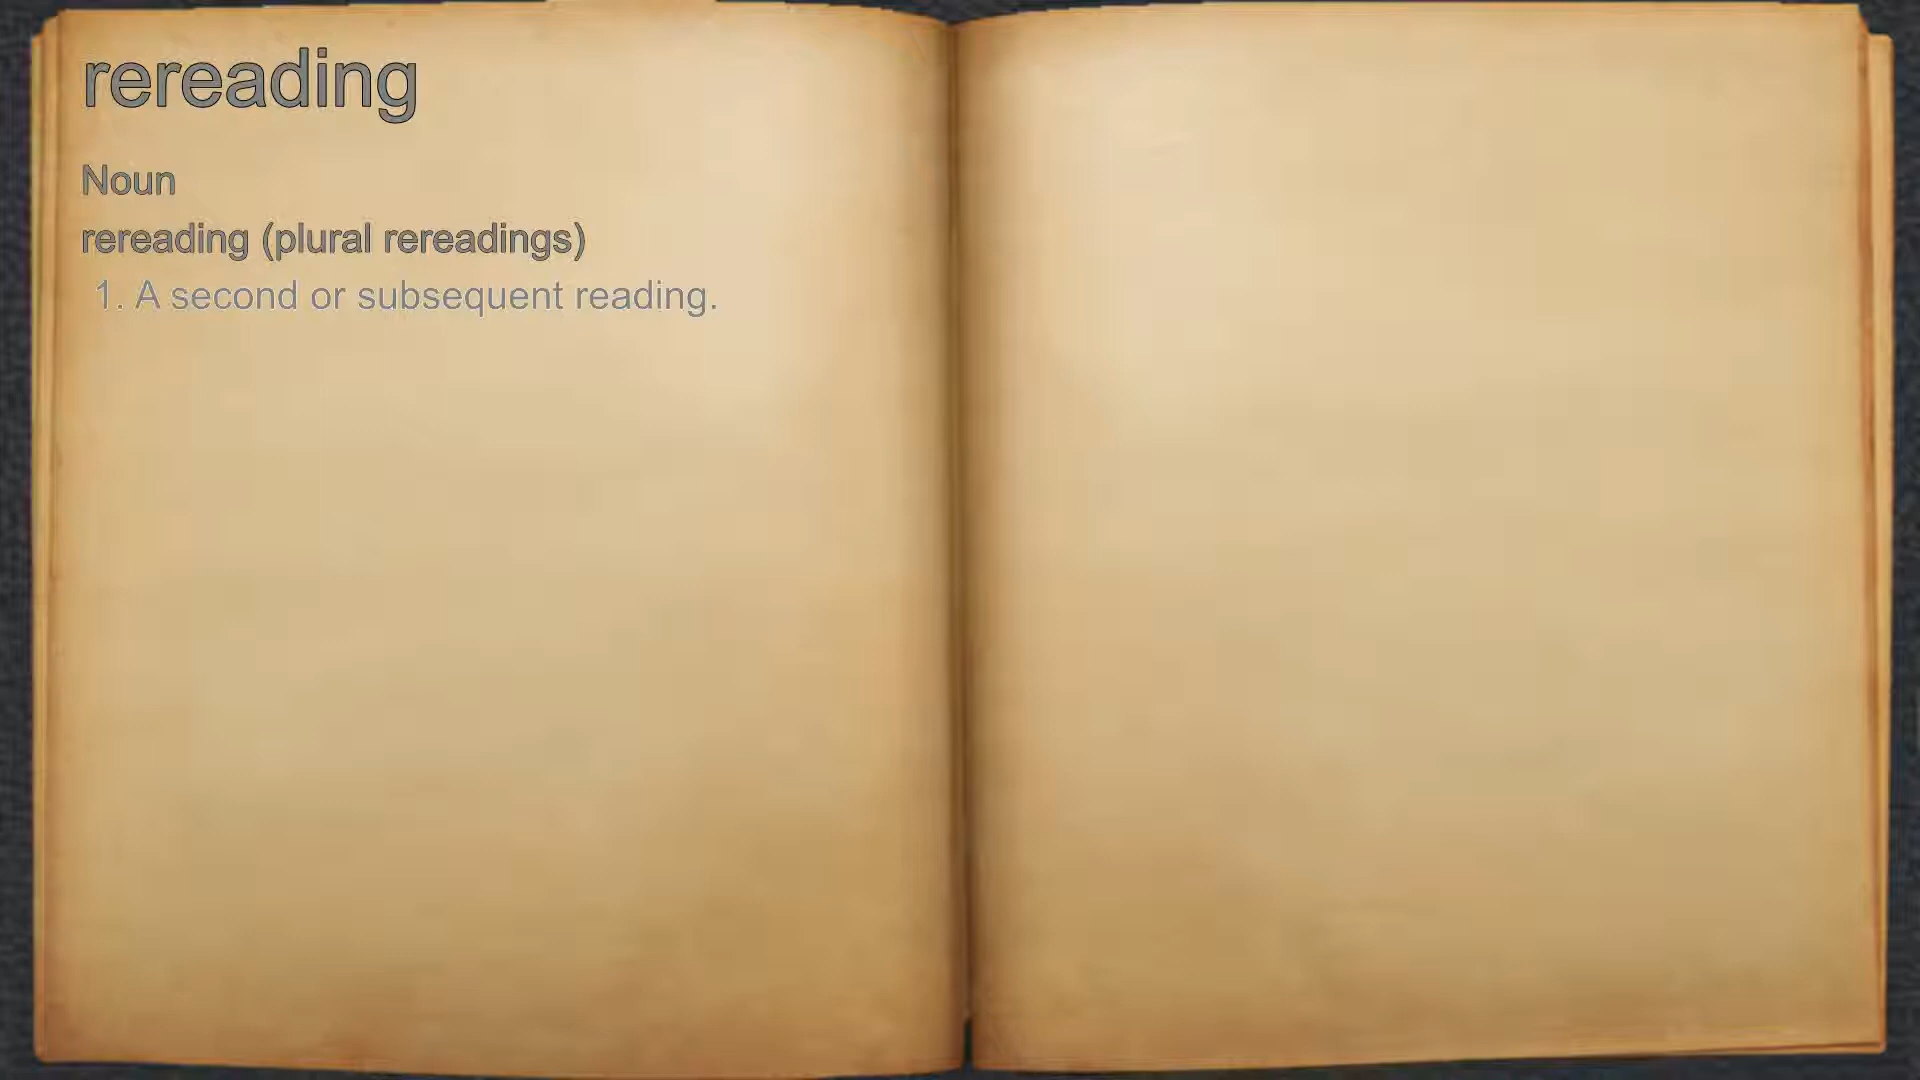 rereading
Noun
rereading (plural rereadings)
1. A second or subsequent reading.